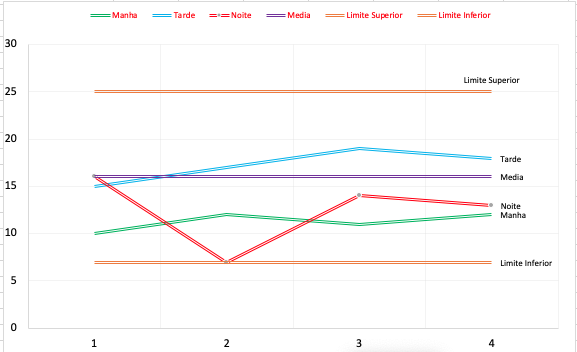 Manha Tarde Noite Media Limite Superior Limite Inferior
30
Limite Superior
25
20
Tarde
Media
15
Noite
Manha
10
Limite Inferior
5
0
1 2 3 4